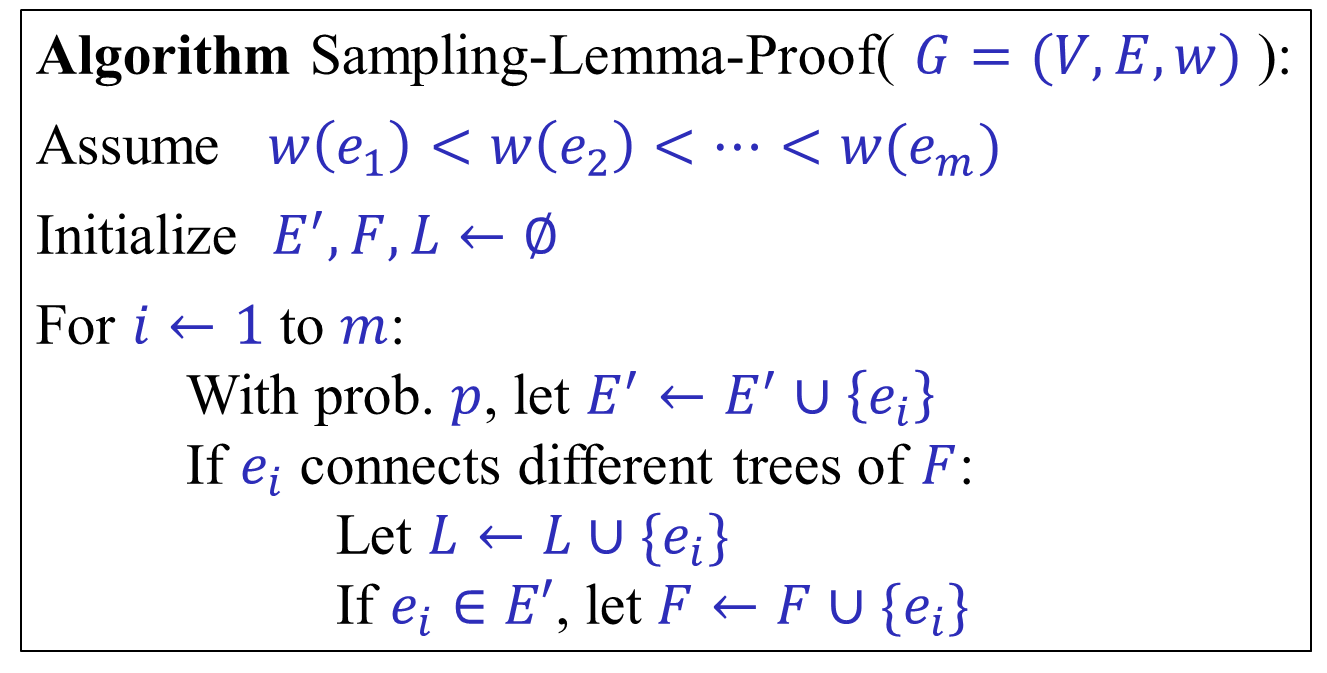 Algorithm Sampling-Lemma-Proof( G = (V, E, w) ):
Assume w(e₁) < w(e₂) < ⋯ < w(eₘ)
Initialize E′, F, L ← ∅
For i ← 1 to m:
With prob. p, let E′ ← E′ ∪ {eᵢ}
If eᵢ connects different trees of F:
Let L ← L ∪ {eᵢ}
If eᵢ ∈ E′, let F ← F ∪ {eᵢ}